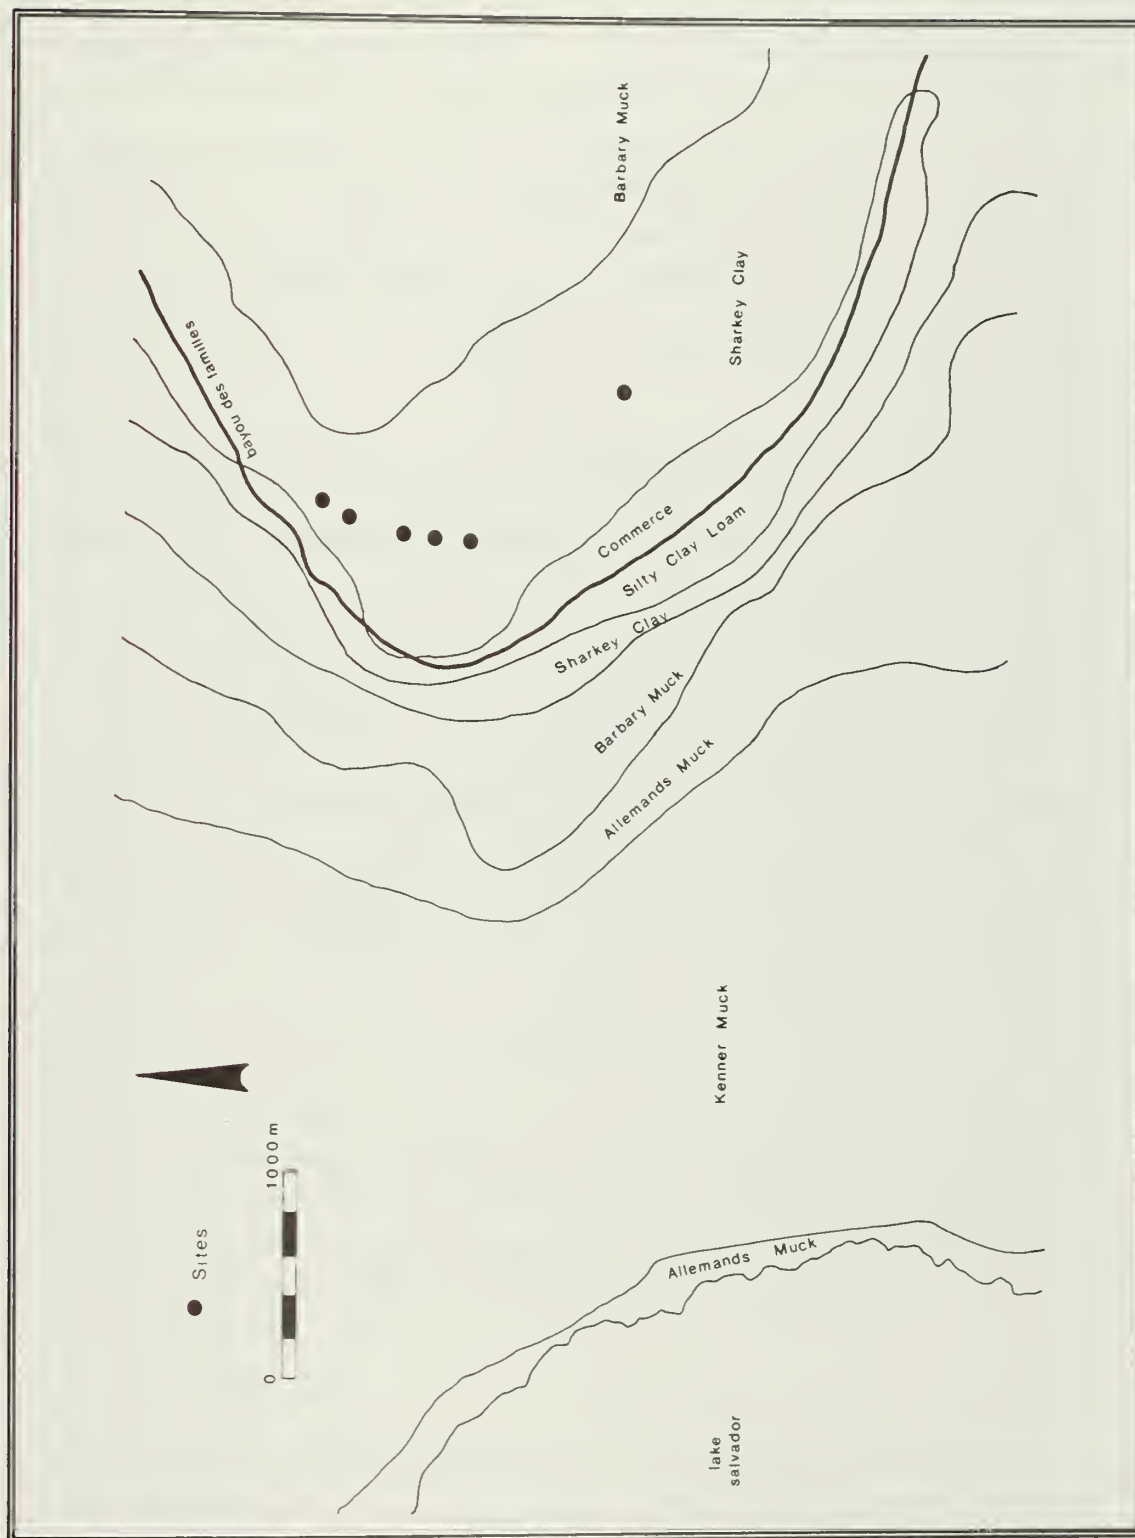 Sites
0 1000 m
bayou des families
Barbary Muck
Sharkey Clay
Commerce
Silty Clay Loam
Sharkey Clay
Barbary Muck
Allemands Muck
Kenner Muck
Allemands Muck
lake
salvador